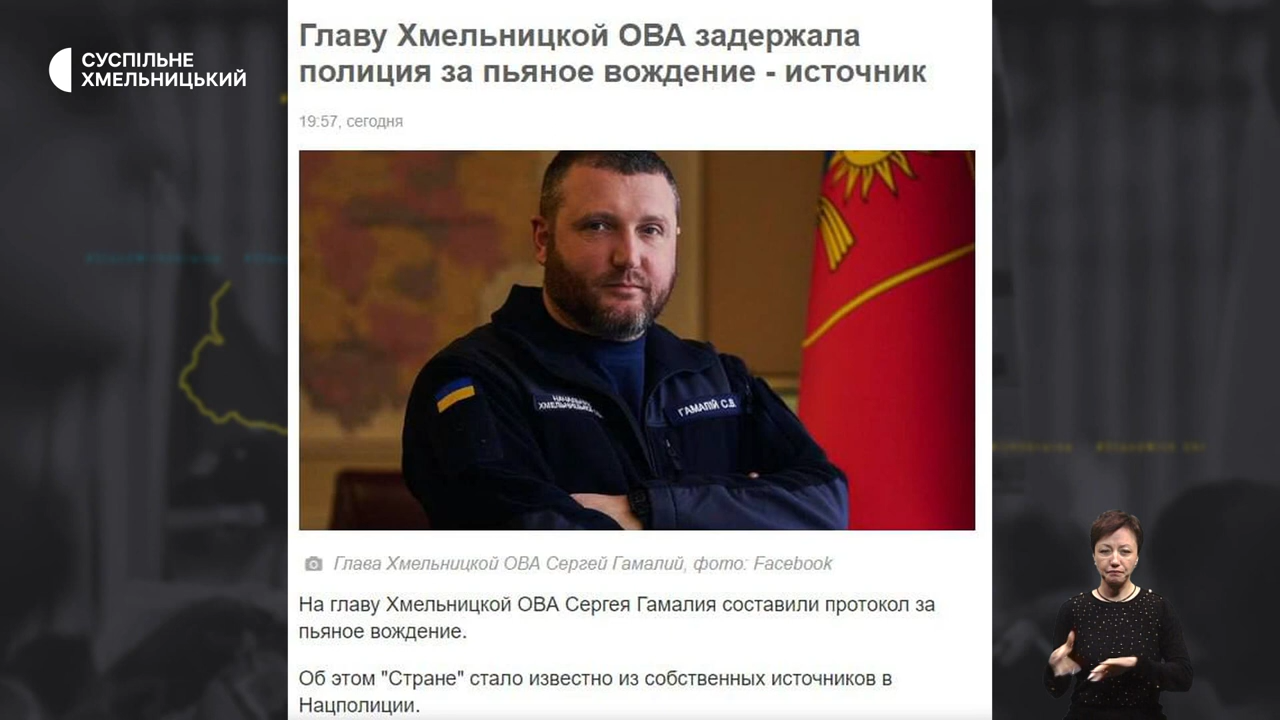 СУСПІЛЬНЕ
ХМЕЛЬНИЦЬКИЙ
Главу Хмельницкой ОВА задержала
полиция за пьяное вождение - источник
19:57, сегодня
ГАМАЛІЙ С.В
Глава Хмельницкой ОВА Сергей Гамалий, фото: Facebook
На главу Хмельницкой ОВА Сергея Гамалия составили протокол за
пьяное вождение.
Об этом "Стране" стало известно из собственных источников в
Нацполиции.